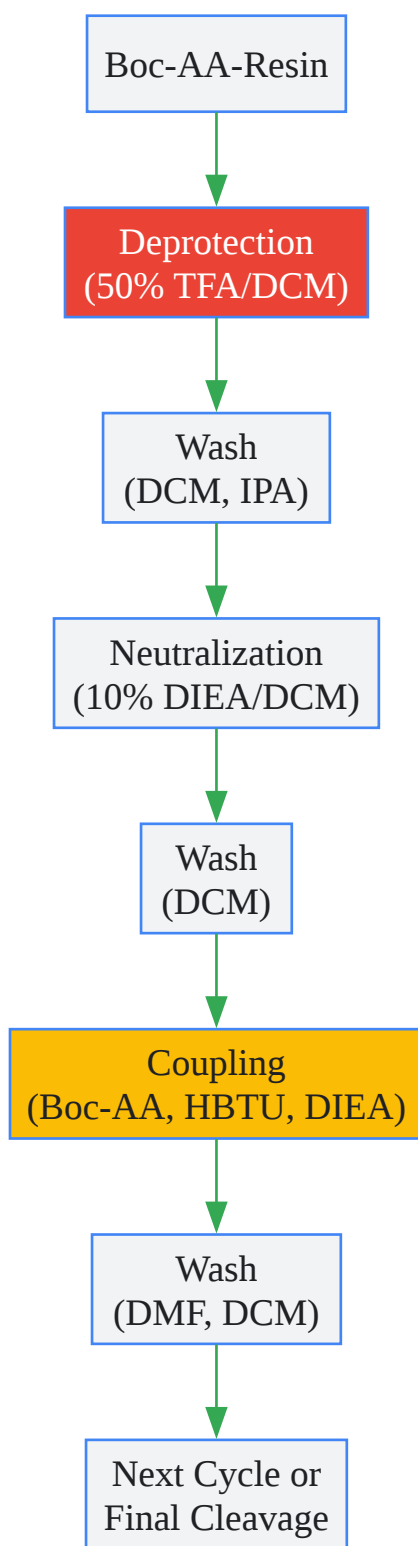 Boc-AA-Resin
Deprotection
(50% TFA/DCM)
Wash
(DCM, IPA)
Neutralization
(10% DIEA/DCM)
Wash
(DCM)
Coupling
(Boc-AA, HBTU, DIEA)
Wash
(DMF, DCM)
Next Cycle or
Final Cleavage